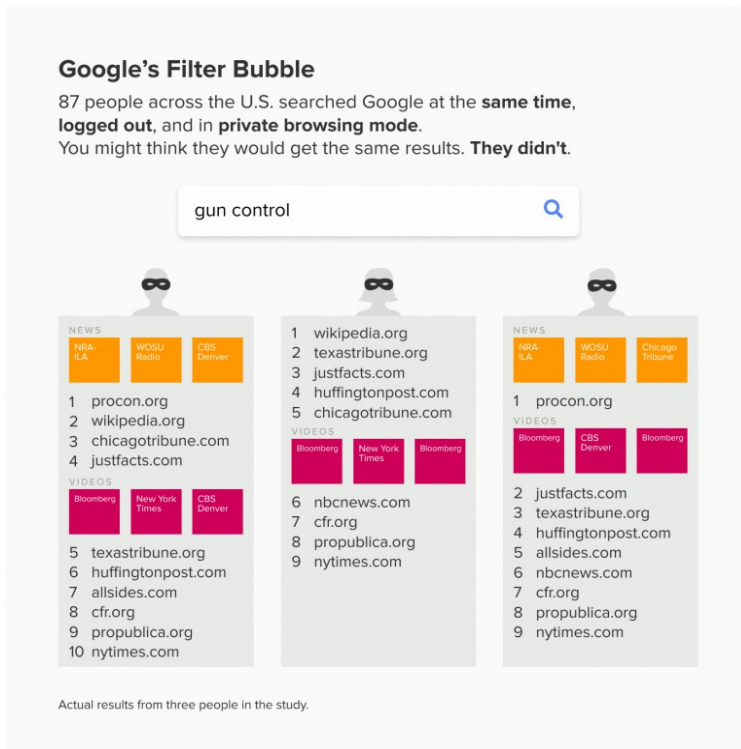 Google's Filter Bubble
87 people across the U.S. searched Google at the same time,
logged out, and in private browsing mode.
You might think they would get the same results. They didn't.
gun control
NEWS
NRA-
ILA
WOSU
Radio
CBS
Denver
1 procon.org
2 wikipedia.org
3 chicagotribune.com
4 justfacts.com
VIDEOS
Bloomberg
New York
Times
CBS
Denver
5 texastribune.org
6 huffingtonpost.com
7 allsides.com
8 cfr.org
9 propublica.org
10 nytimes.com
1 wikipedia.org
2 texastribune.org
3 justfacts.com
4 huffingtonpost.com
5 chicagotribune.com
VIDEOS
Bloomberg
New York
Times
Bloomberg
6 nbcnews.com
7 cfr.org
8 propublica.org
9 nytimes.com
NEWS
NRA-
ILA
WOSU
Radio
Chicago
Tribune
1 procon.org
VIDEOS
Bloomberg
CBS
Denver
Bloomberg
2 justfacts.com
3 texastribune.org
4 huffingtonpost.com
5 allsides.com
6 nbcnews.com
7 cfr.org
8 propublica.org
9 nytimes.com
Actual results from three people in the study.